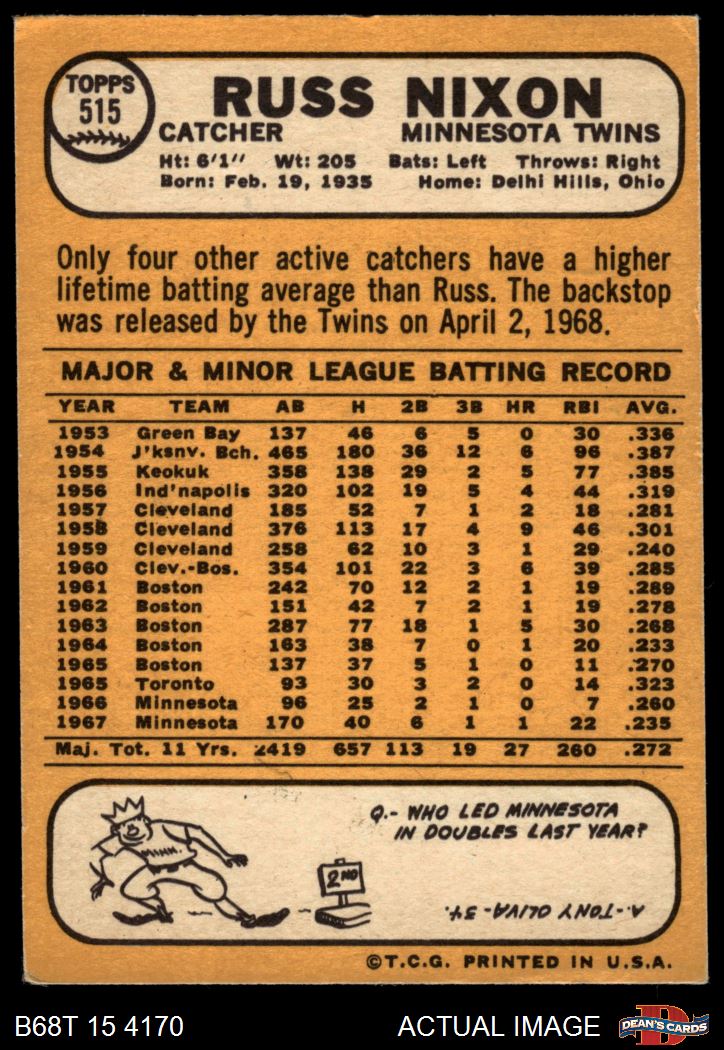 TOPPS
515
RUSS NIXON
CATCHER MINNESOTA TWINS
Ht: 6'1" Wt: 205 Bats: Left Throws: Right
Born: Feb. 19, 1935 Home: Delhi Hills, Ohio
Only four other active catchers have a higher
lifetime batting average than Russ. The backstop
was released by the Twins on April 2, 1968.
MAJOR & MINOR LEAGUE BATTING RECORD
YEAR TEAM AB H 2B 3B HR RBI AVG.
1953 Green Bay 137 46 6 5 0 30 .336
1954 J'ksnv. Bch. 465 180 36 12 6 96 .387
1955 Keokuk 358 138 29 2 5 77 .385
1956 Ind'napolis 320 102 19 5 4 44 .319
1957 Cleveland 185 52 7 1 2 18 .281
1958 Cleveland 376 113 17 4 9 46 .301
1959 Cleveland 258 62 10 3 1 29 .240
1960 Clev.-Bos. 354 101 22 3 6 39 .285
1961 Boston 242 70 12 2 1 19 .289
1962 Boston 151 42 7 2 1 19 .278
1963 Boston 287 77 18 1 5 30 .268
1964 Boston 163 38 7 0 1 20 .233
1965 Boston 137 37 5 1 0 11 .270
1965 Toronto 93 30 3 2 0 14 .323
1966 Minnesota 96 25 2 1 0 7 .260
1967 Minnesota 170 40 6 1 1 22 .235
Maj. Tot. 11 Yrs. 2419 657 113 19 27 260 .272
Q.- WHO LED MINNESOTA
IN DOUBLES LAST YEAR?
MINN.
2ND
A.- TONY OLIVA - 34.
©T.C.G. PRINTED IN U.S.A.
B68T 15 4170 ACTUAL IMAGE
D
DEAN'S CARDS